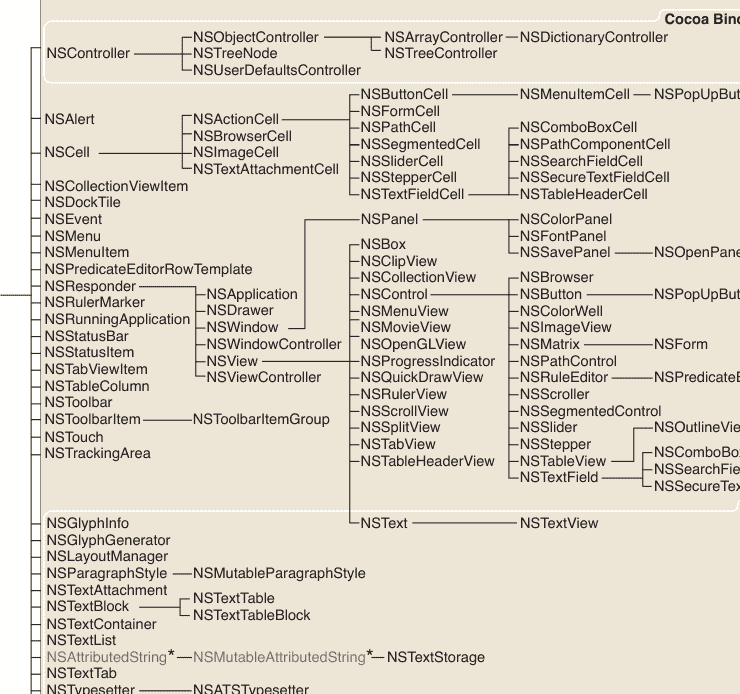 Cocoa
NSObjectController NSArrayController NSDictionaryController
NSController NSTreeNode NSTreeController
NSUserDefaultsController
NSButtonCell NSMenuItemCell
NSFormCell
NSAlert NSActionCell
NSPathCell NSComboBoxCell
NSBrowserCell
NSSegmentedCell NSPathComponentCell
NSCell NSImageCell
NSSliderCell NSSearchFieldCell
NSTextAttachmentCell
NSStepperCell NSSecureTextFieldCell
NSCollectionViewItem
NSTextFieldCell NSTableHeaderCell
NSDockTile
NSEvent NSPanel NSColorPanel
NSMenu NSFontPanel
NSBox
NSMenuItem NSSavePanel
NSClipView
NSPredicateEditorRowTemplate
NSCollectionView NSBrowser
NSResponder
NSApplication NSControl NSButton
NSRulerMarker
NSDrawer NSMenuView NSColorWell
NSRunningApplication
NSWindow NSMovieView NSImageView
NSStatusBar
NSWindowController NSOpenGLView NSMatrix NSForm
NSStatusItem
NSView NSProgressIndicator NSPathControl
NSTabViewItem
NSViewController NSQuickDrawView NSRuleEditor
NSTableColumn
NSRulerView NSScroller
NSToolbar
NSScrollView NSSegmentedControl
NSToolbarItem NSToolbarItemGroup
NSSplitView NSSlider
NSTouch
NSTabView NSStepper
NSTrackingArea
NSTableHeaderView NSTableView
NSTextField
NSGlyphInfo NSText NSTextView
NSGlyphGenerator
NSLayoutManager
NSParagraphStyle NSMutableParagraphStyle
NSTextAttachment
NSTextTable
NSTextBlock
NSTextTableBlock
NSTextContainer
NSTextList
NSAttributedString* NSMutableAttributedString* NSTextStorage
NSTextTab
NSTypesetter NSATSTypesetter